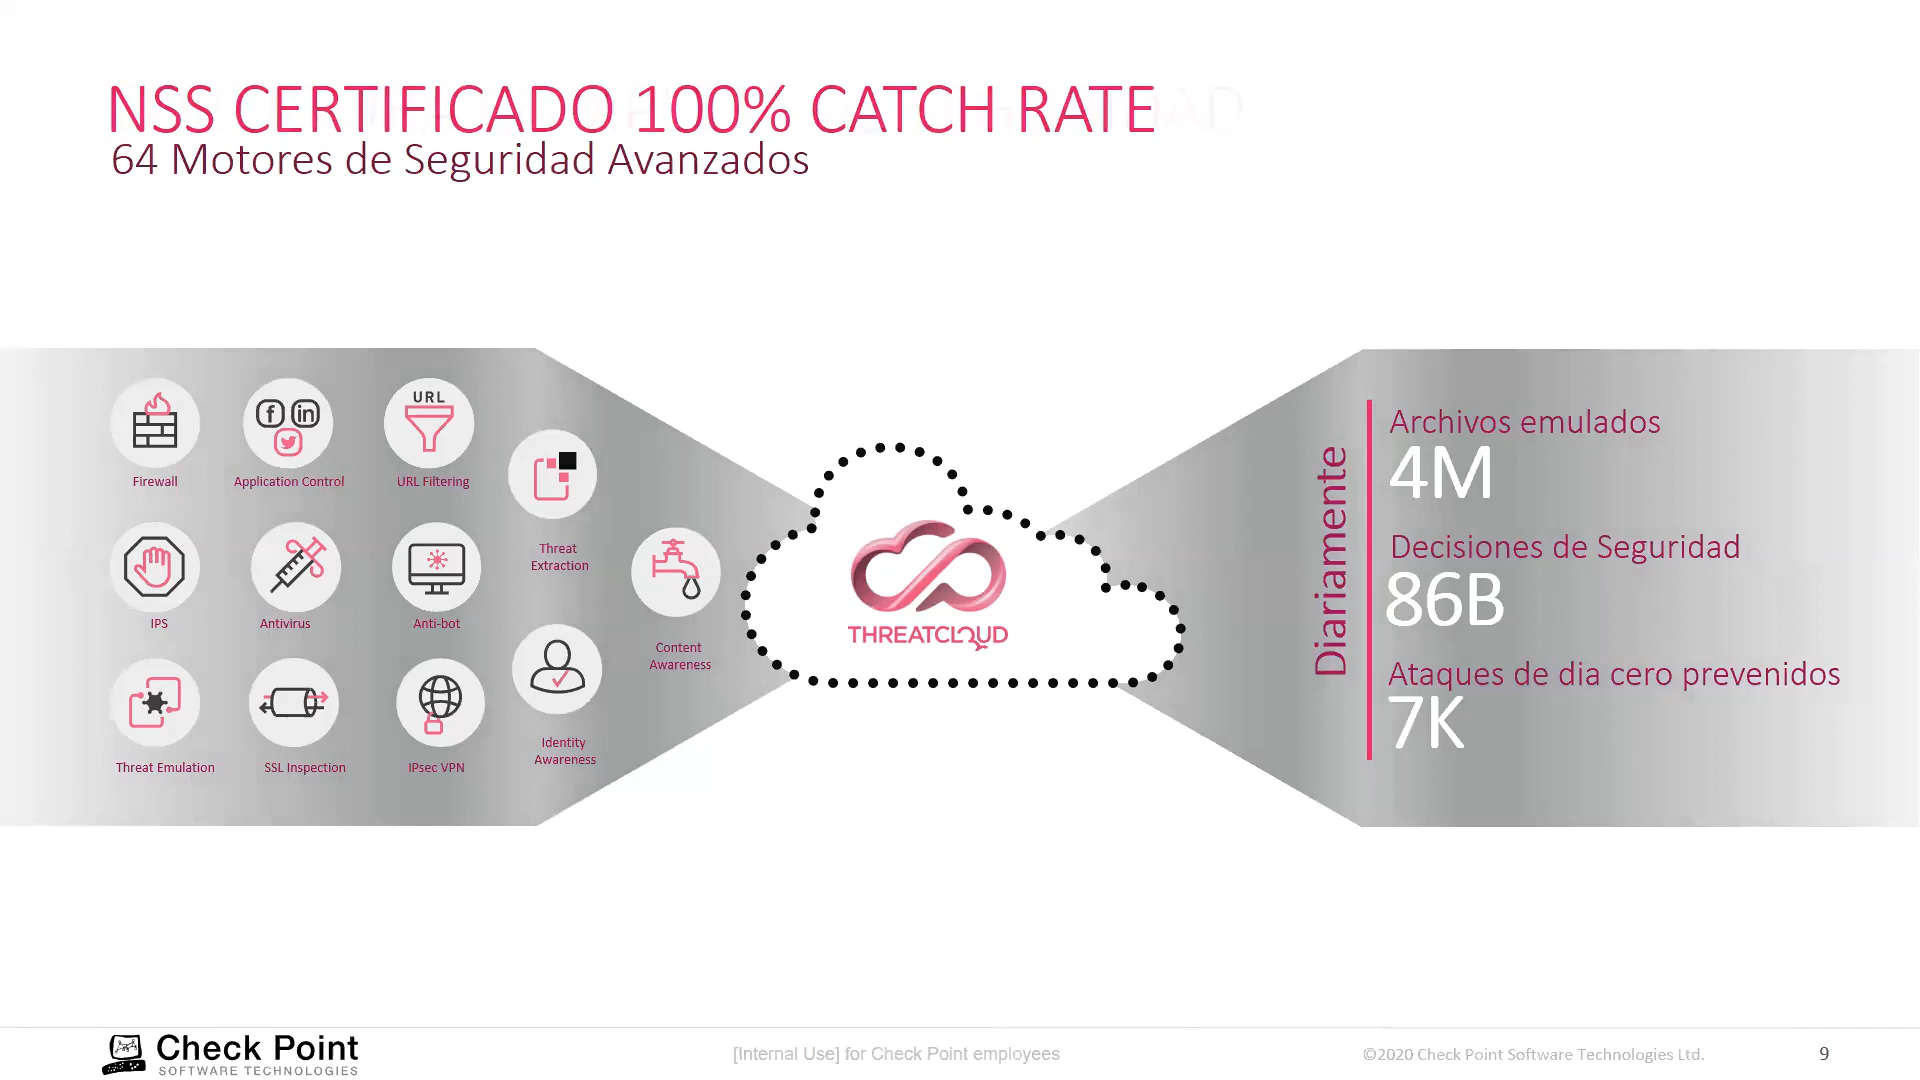 NSS CERTIFICADO 100% CATCH RATE
64 Motores de Seguridad Avanzados
Firewall
Application Control
URL
URL Filtering
Threat
Extraction
IPS
Antivirus
Anti-bot
Content
Awareness
Threat Emulation
SSL Inspection
IPsec VPN
Identity
Awareness
THREATCLOUD
Diariamente
Archivos emulados
4M
Decisiones de Seguridad
86B
Ataques de dia cero prevenidos
7K
Check Point
SOFTWARE TECHNOLOGIES
[Internal Use] for Check Point employees
©2020 Check Point Software Technologies Ltd.
9